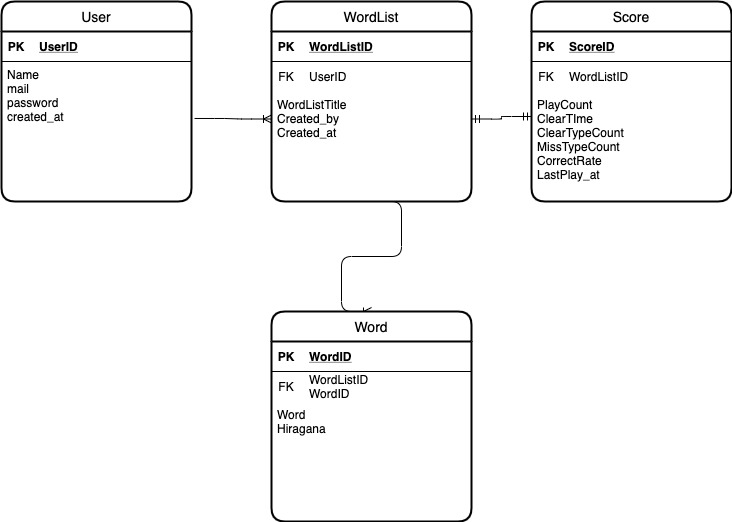 User
PK UserID
Name
mail
password
created_at
WordList
PK WordListID
FK UserID
WordListTitle
Created_by
Created_at
Score
PK ScoreID
FK WordListID
PlayCount
ClearTIme
ClearTypeCount
MissTypeCount
CorrectRate
LastPlay_at
Word
PK WordID
FK WordListID
WordID
Word
Hiragana